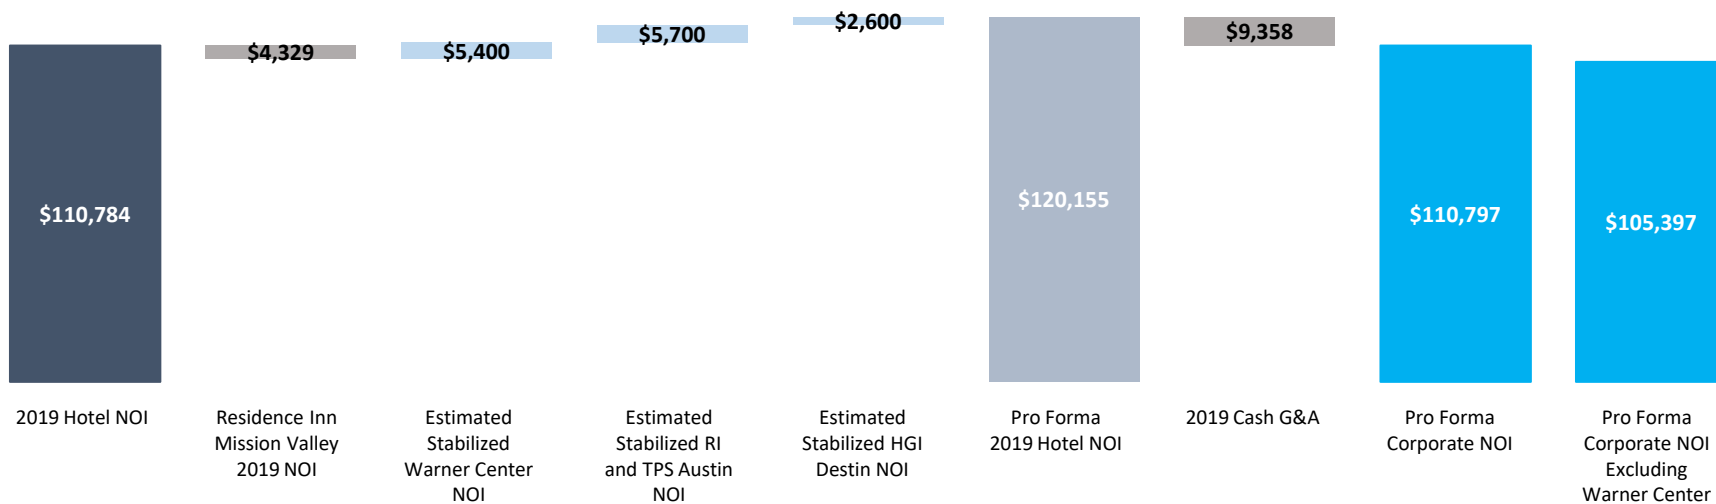 $110,784
$4,329
$5,400
$5,700
$2,600
$120,155
$9,358
$110,797
$105,397
2019 Hotel NOI
Residence Inn
Mission Valley
2019 NOI
Estimated
Stabilized
Warner Center
NOI
Estimated
Stabilized RI
and TPS Austin
NOI
Estimated
Stabilized HGI
Destin NOI
Pro Forma
2019 Hotel NOI
2019 Cash G&A
Pro Forma
Corporate NOI
Pro Forma
Corporate NOI
Excluding
Warner Center